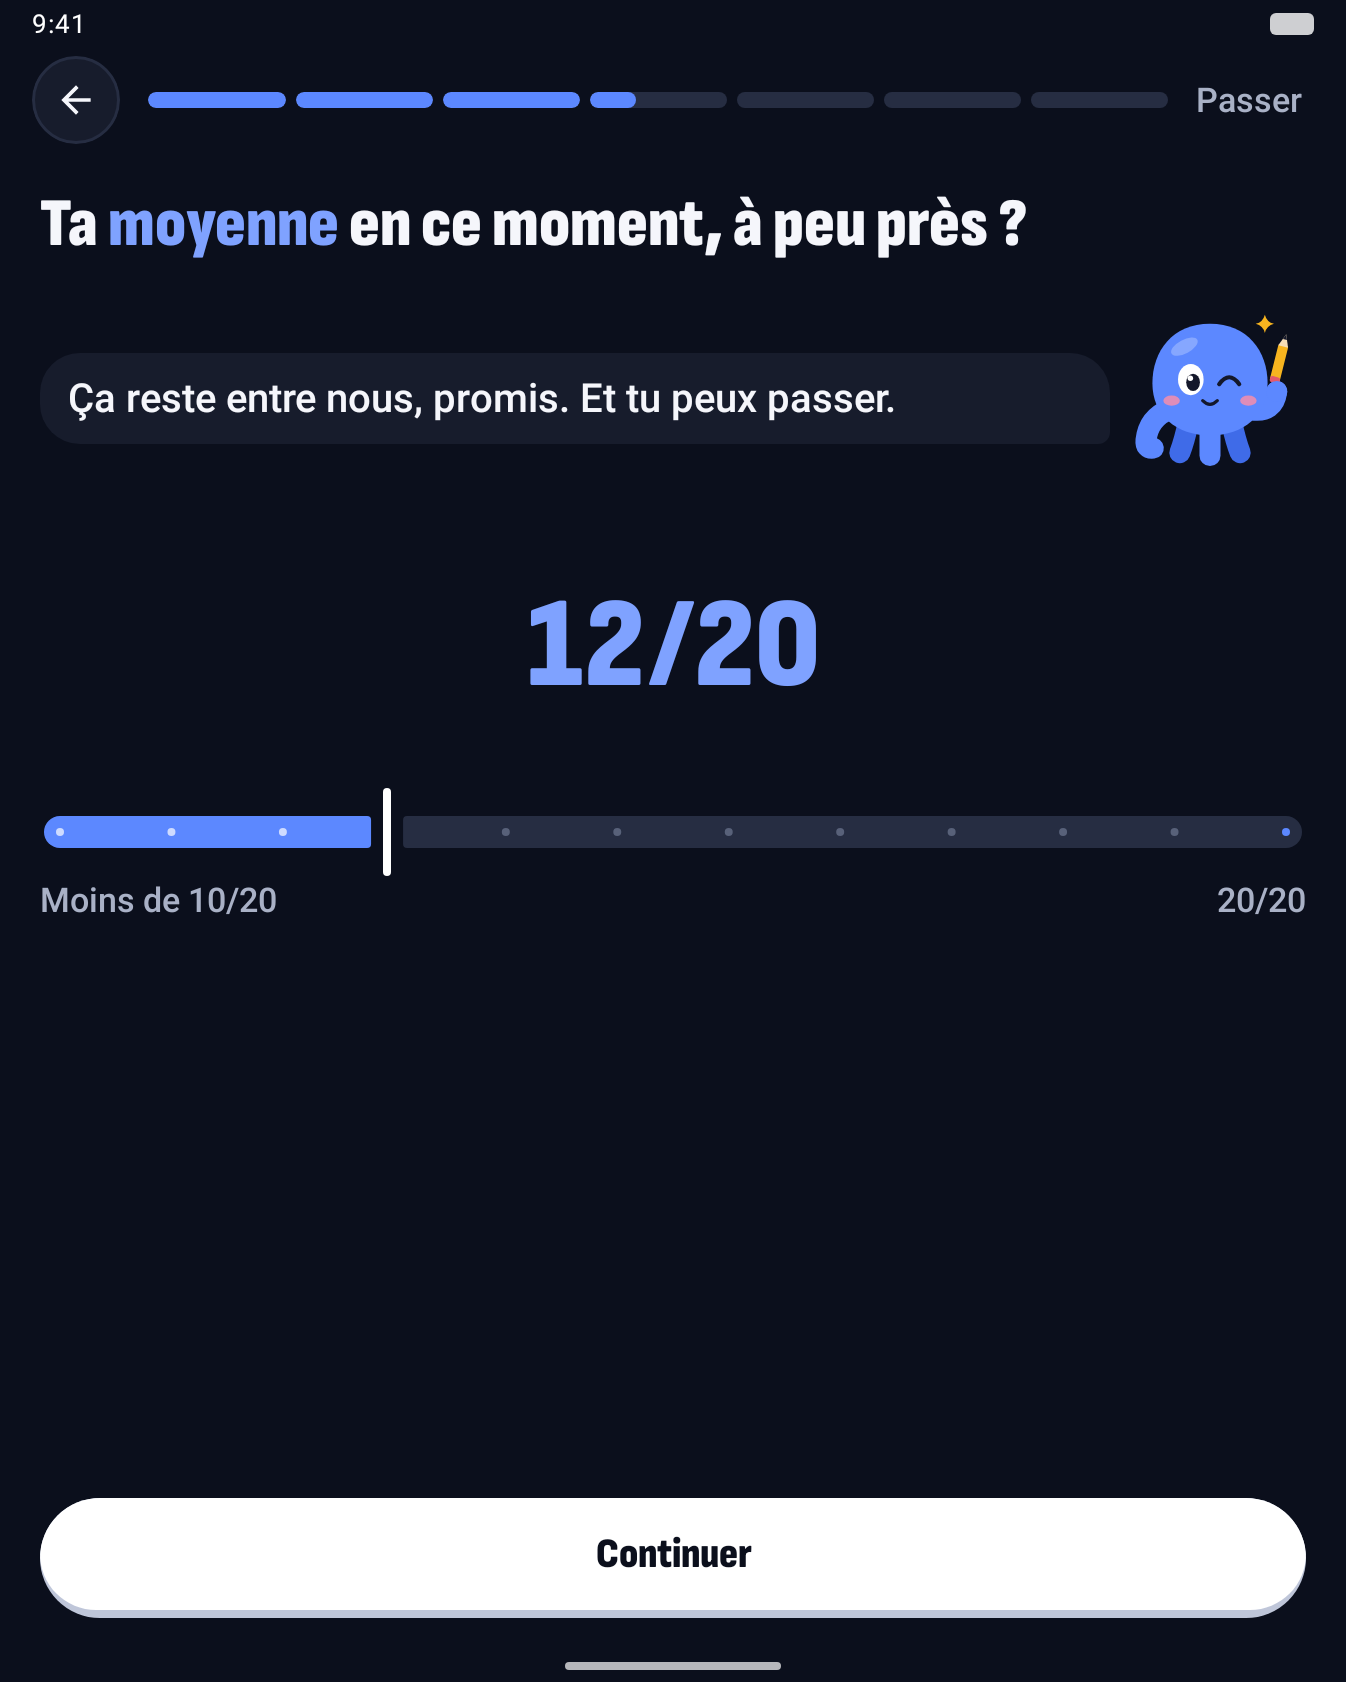 9:41
Passer
Ta moyenne en ce moment, à peu près ?
Ça reste entre nous, promis. Et tu peux passer.
12/20
Moins de 10/20
20/20
Continuer